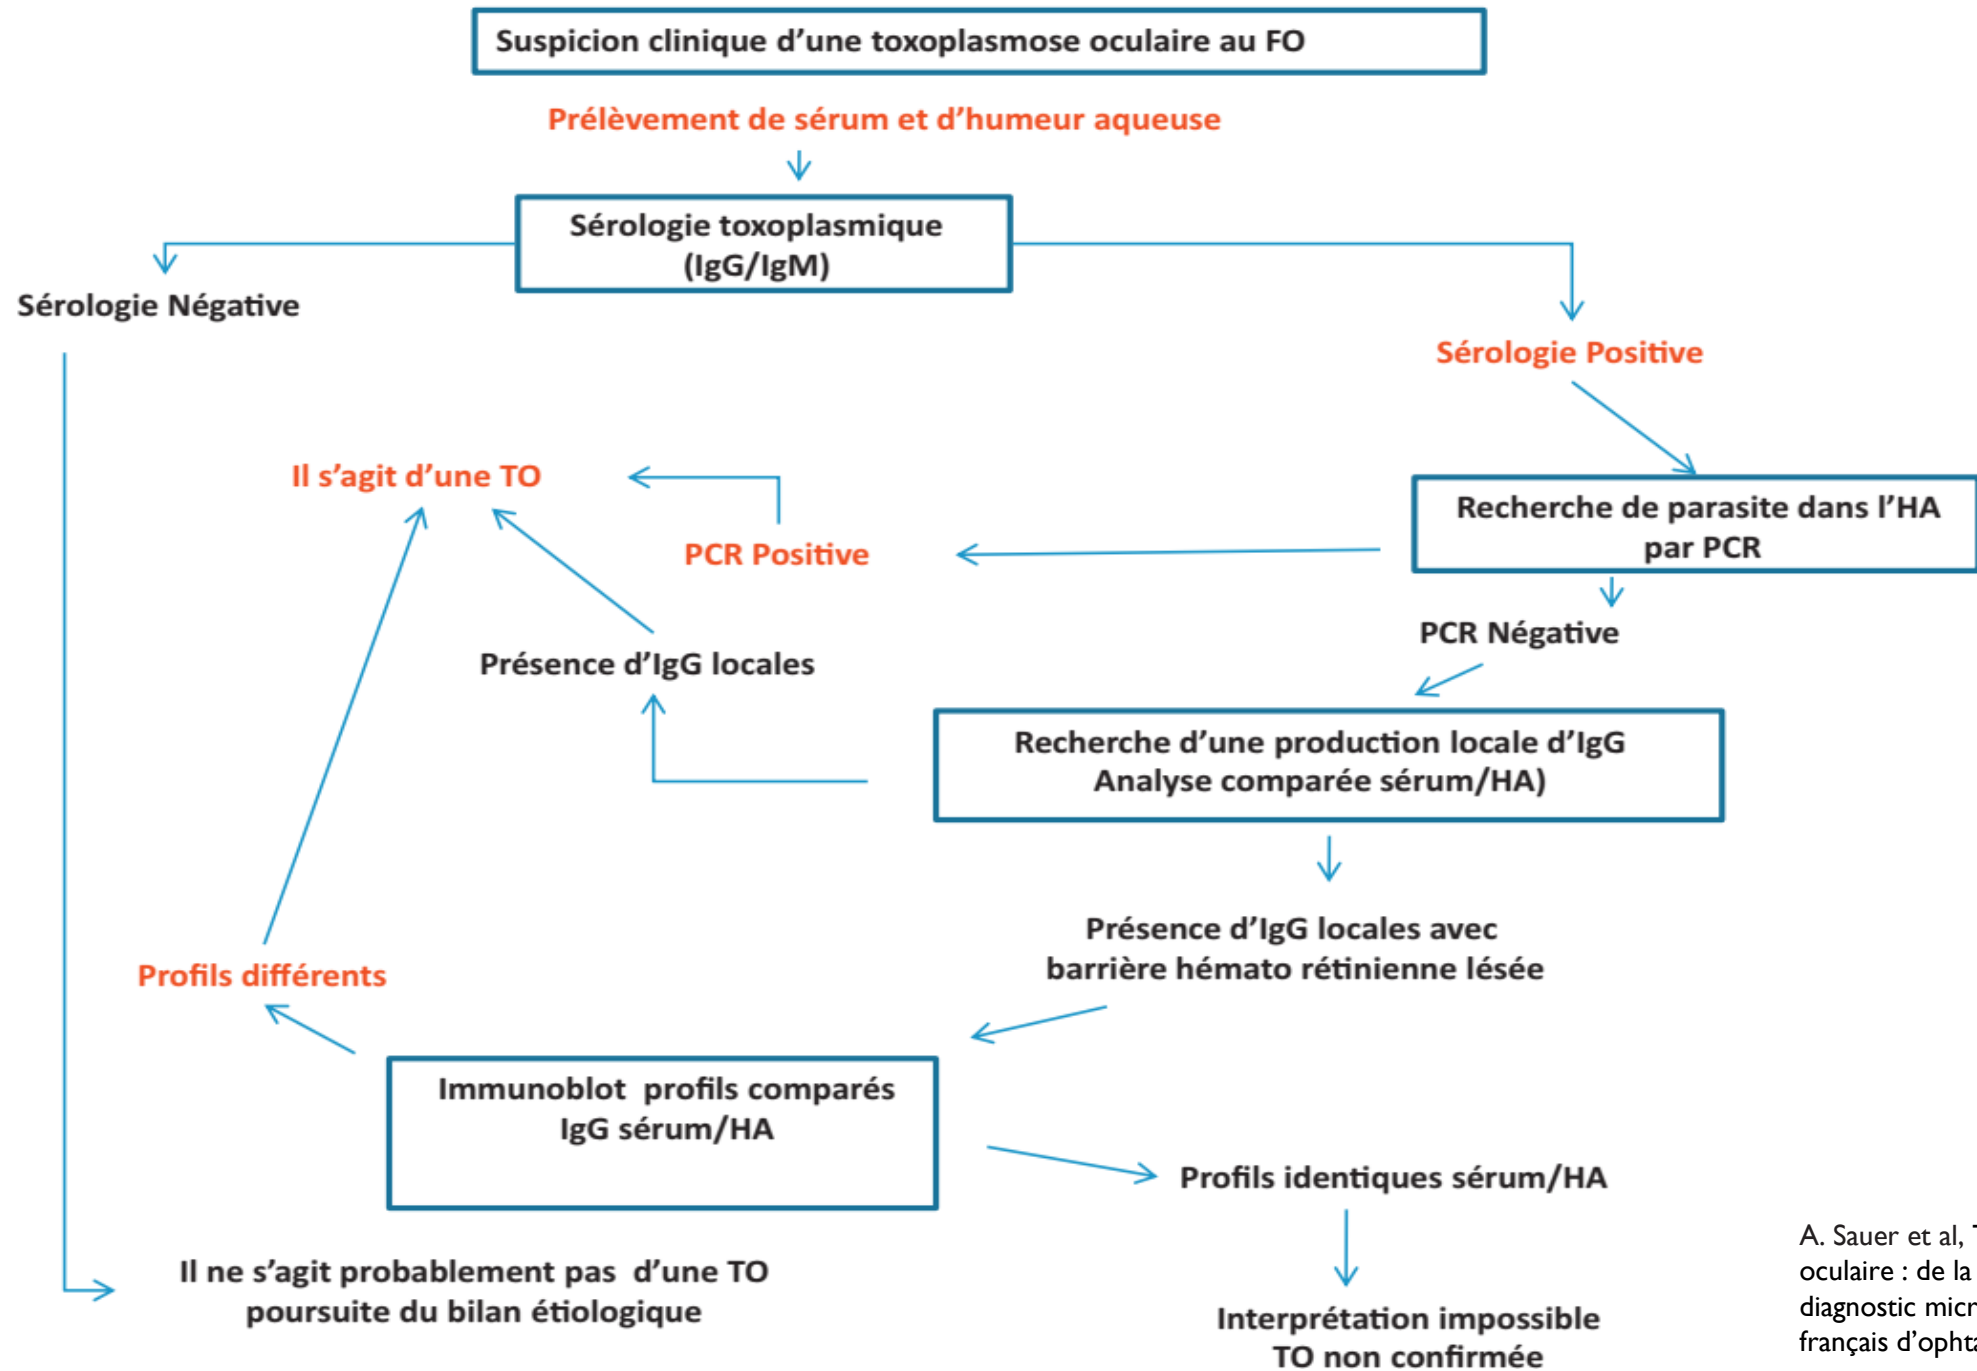 Suspicion clinique d’une toxoplasmose oculaire au FO
Prélèvement de sérum et d’humeur aqueuse
Sérologie toxoplasmique
(IgG/IgM)
Sérologie Négative
Sérologie Positive
Il s’agit d’une TO
Recherche de parasite dans l’HA
par PCR
PCR Positive
PCR Négative
Présence d’IgG locales
Recherche d’une production locale d’IgG
Analyse comparée sérum/HA)
Présence d’IgG locales avec
barrière hémato rétinienne lésée
Profils différents
Immunoblot profils comparés
IgG sérum/HA
Profils identiques sérum/HA
Il ne s’agit probablement pas d’une TO
poursuite du bilan étiologique
Interprétation impossible
TO non confirmée
A. Sauer et al,
oculaire : de la
diagnostic
français